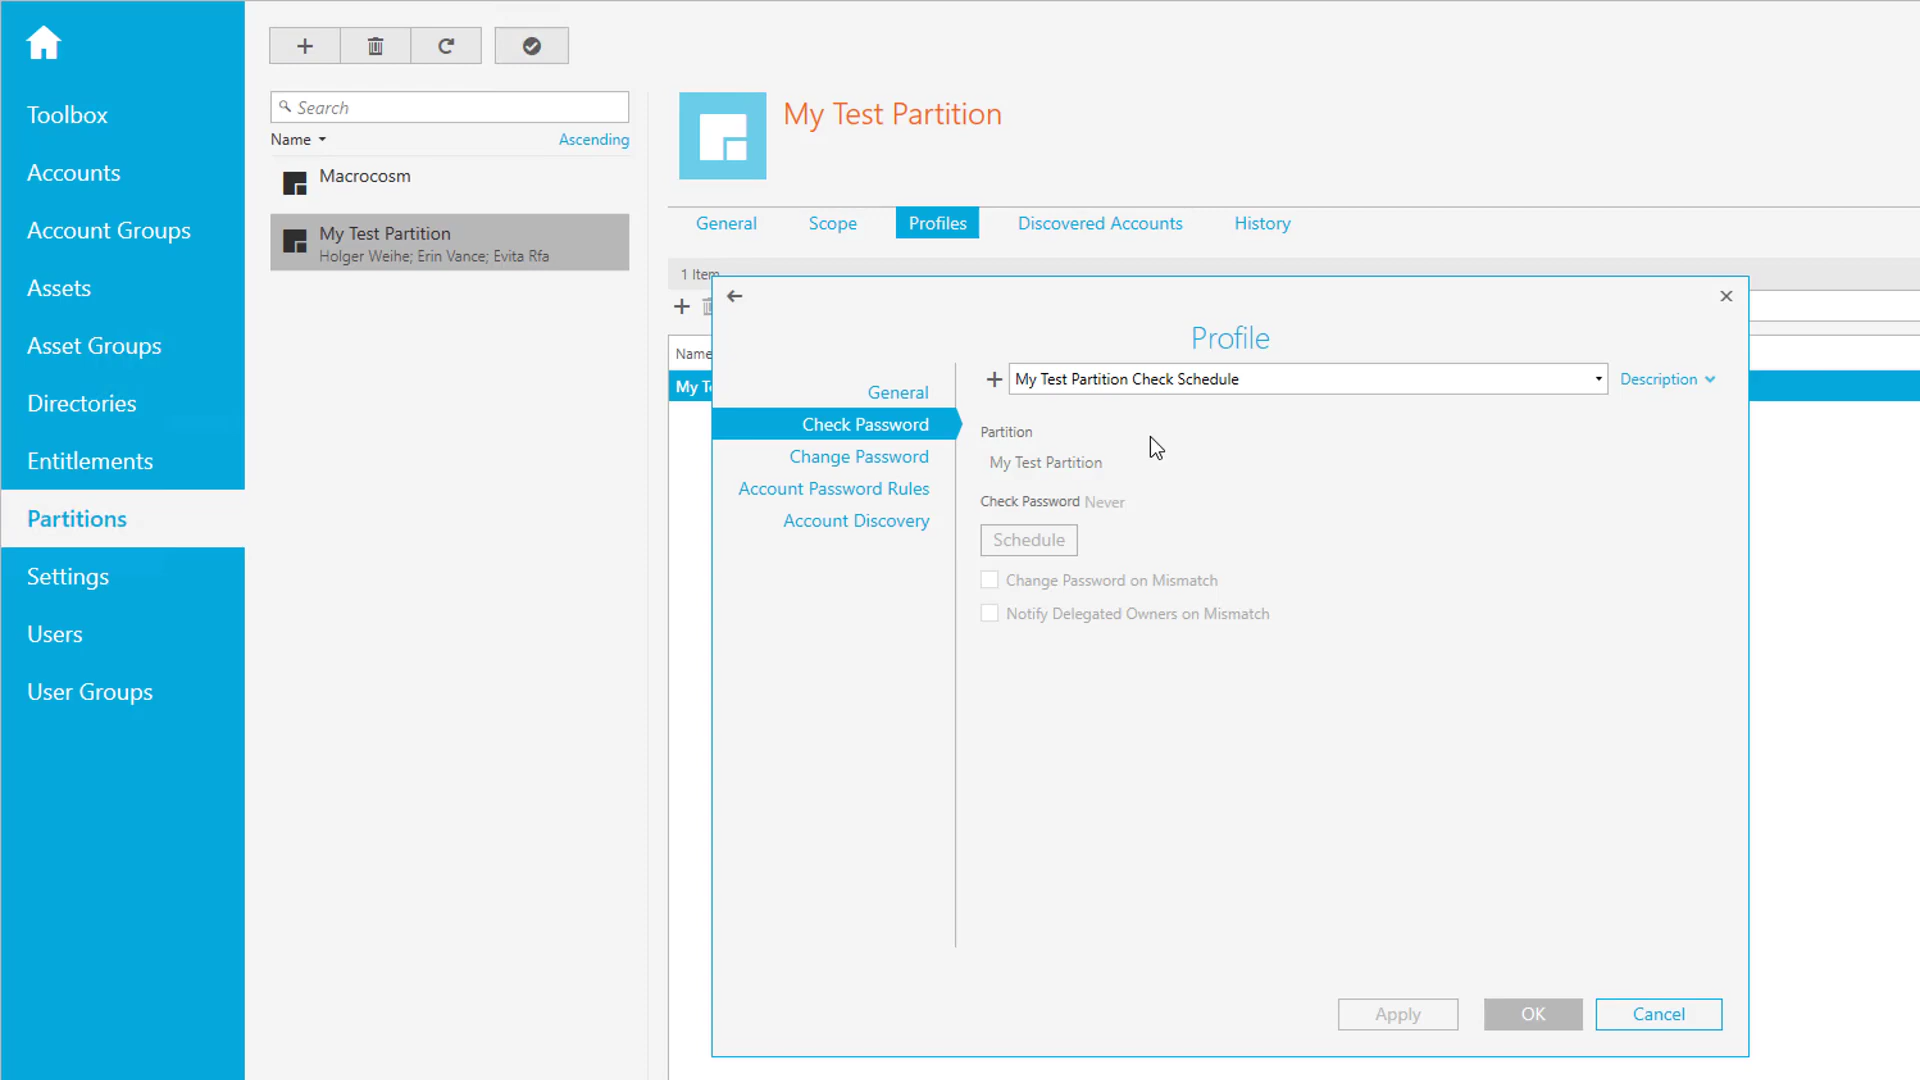 Toolbox
Accounts
Account Groups
Assets
Asset Groups
Directories
Entitlements
Partitions
Settings
Users
User Groups
Search
Name
Ascending
Macrocosm
My Test Partition
Holger Weihe; Erin Vance; Evita Rfa
My Test Partition
General
Scope
Profiles
Discovered Accounts
History
1 Item
Name
My
Profile
General
Check Password
Change Password
Account Password Rules
Account Discovery
My Test Partition Check Schedule
Description
Partition
My Test Partition
Check Password Never
Schedule
Change Password on Mismatch
Notify Delegated Owners on Mismatch
Apply
OK
Cancel